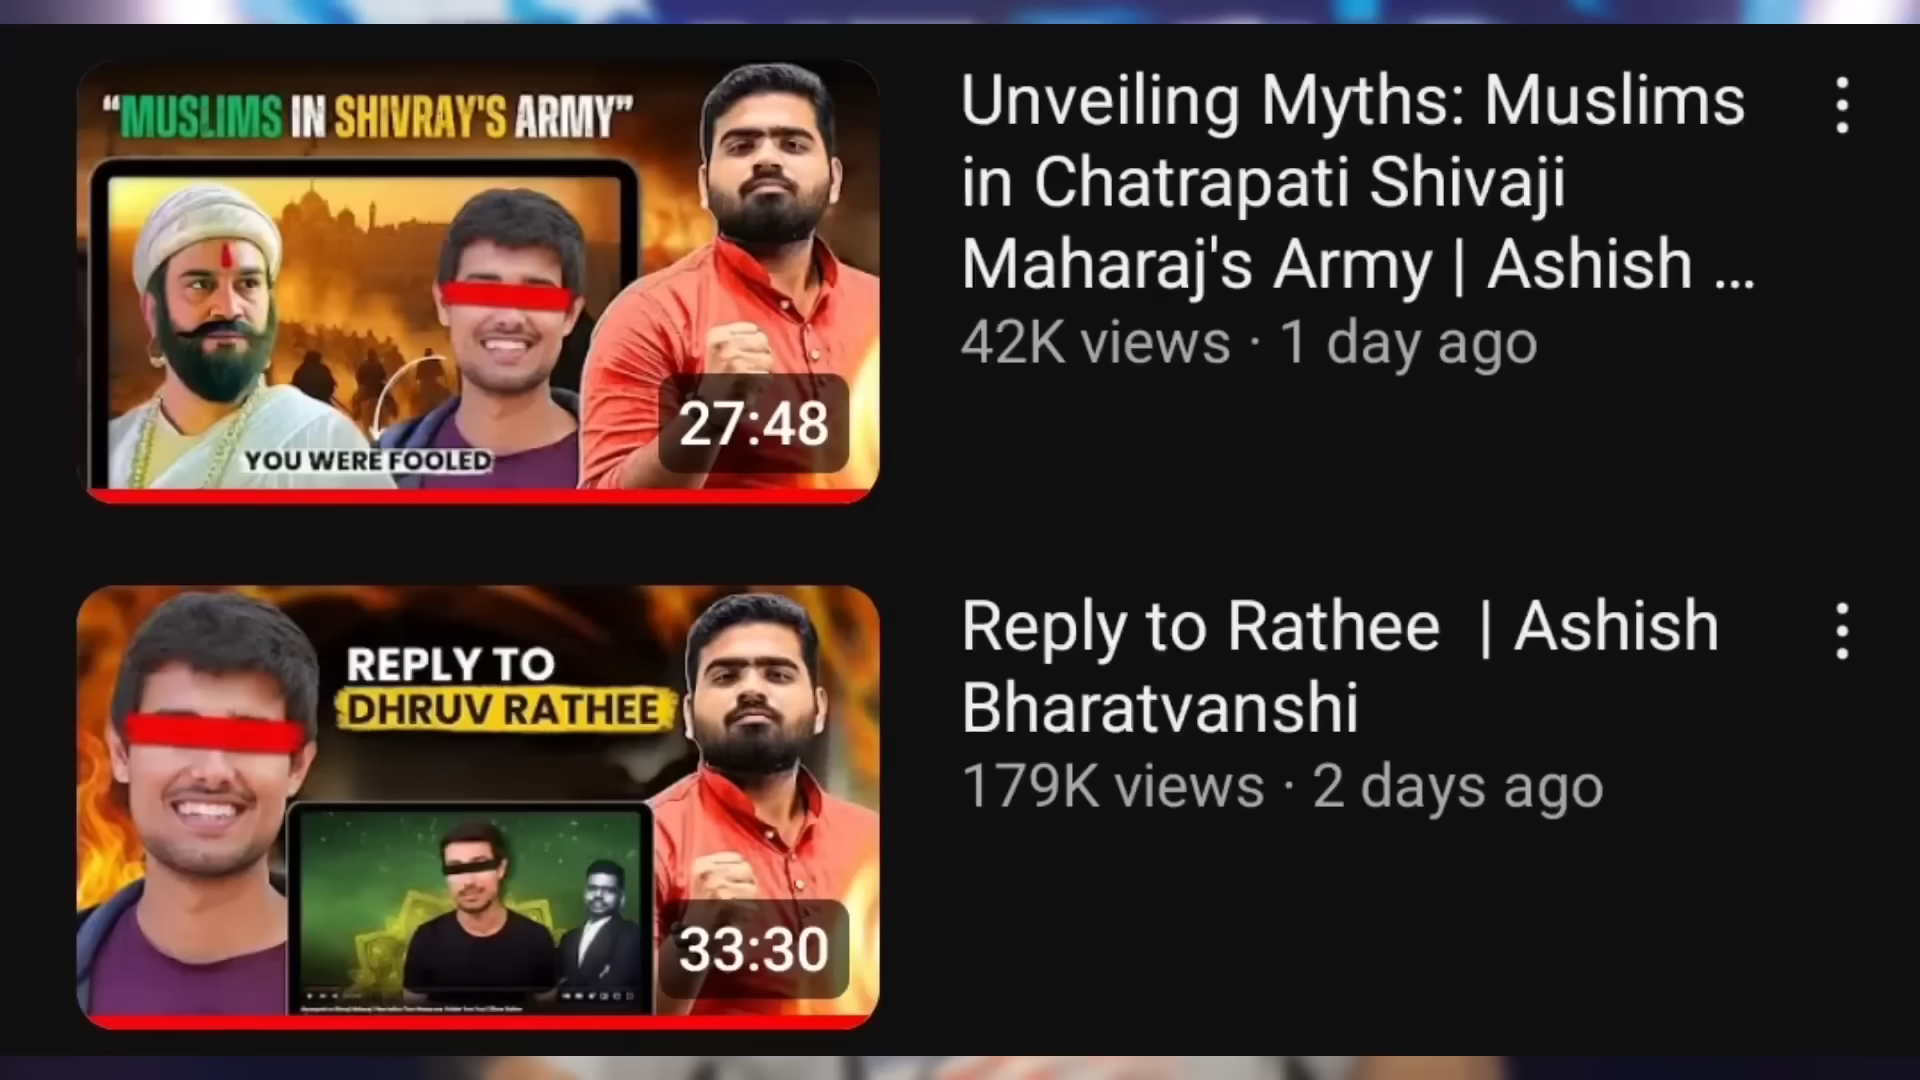 “MUSLIMS IN SHIVRAY'S ARMY”
YOU WERE FOOLED
27:48
Unveiling Myths: Muslims
in Chatrapati Shivaji
Maharaj's Army | Ashish ...
42K views · 1 day ago
REPLY TO
DHRUV RATHEE
33:30
Reply to Rathee | Ashish
Bharatvanshi
179K views · 2 days ago